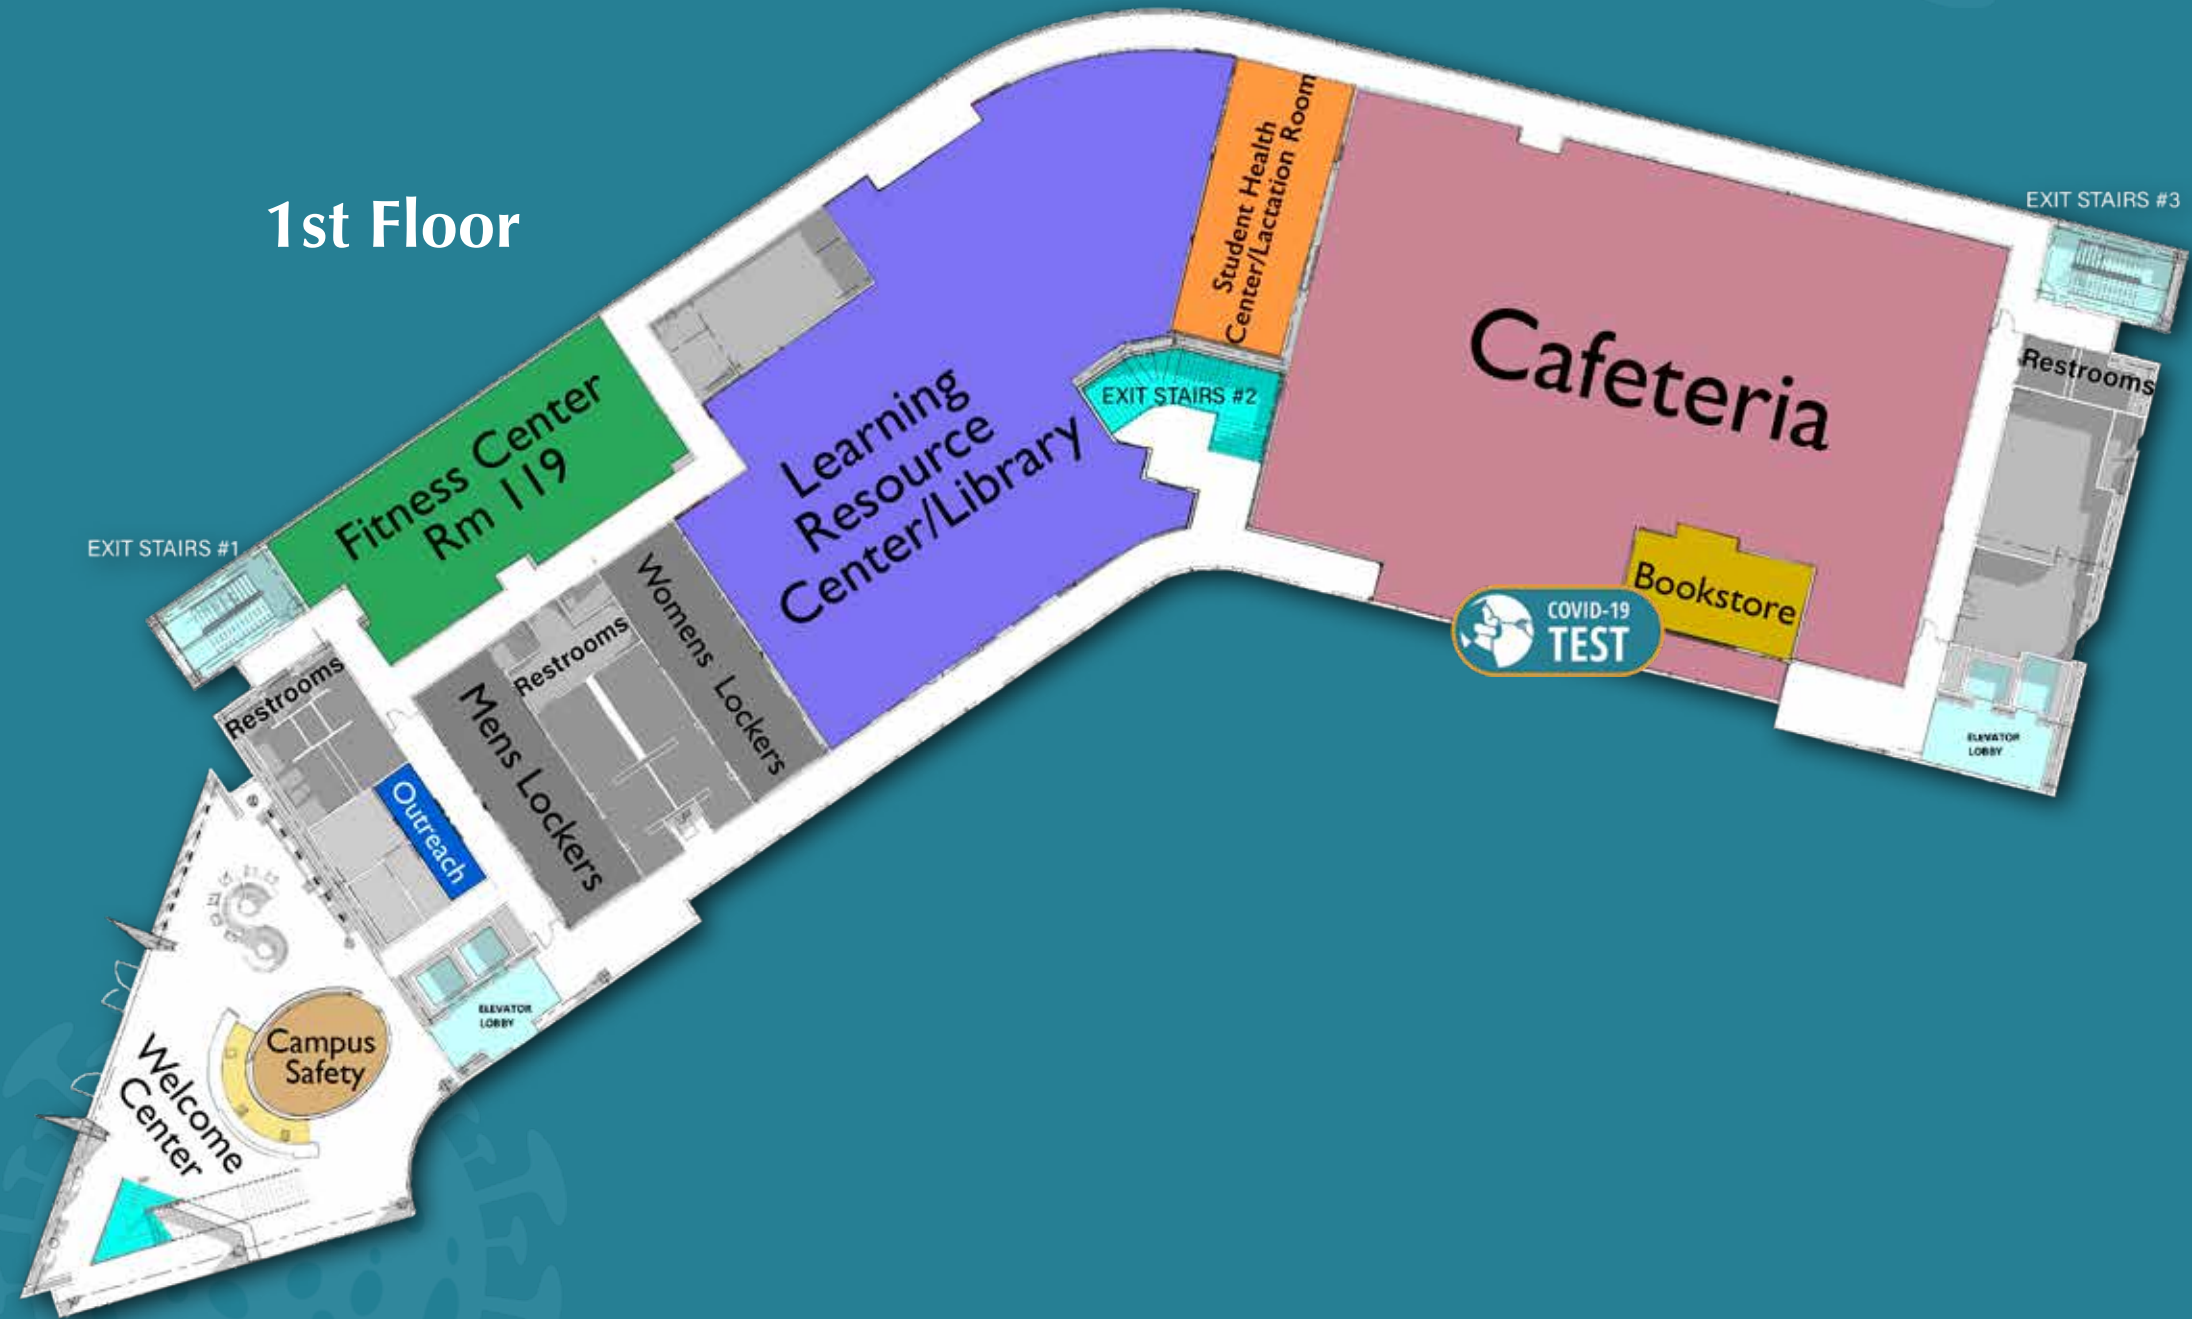 1st Floor
EXIT STAIRS #1
Fitness Center
Rm 119
Restrooms
Outreach
Mens Lockers
Restrooms
Womens Lockers
Learning
Resource
Center/Library
Student Health
Center/Lactation Room
EXIT STAIRS #2
Cafeteria
Bookstore
COVID-19
TEST
EXIT STAIRS #3
Restrooms
ELEVATOR
LOBBY
ELEVATOR
LOBBY
Campus
Safety
Welcome
Center